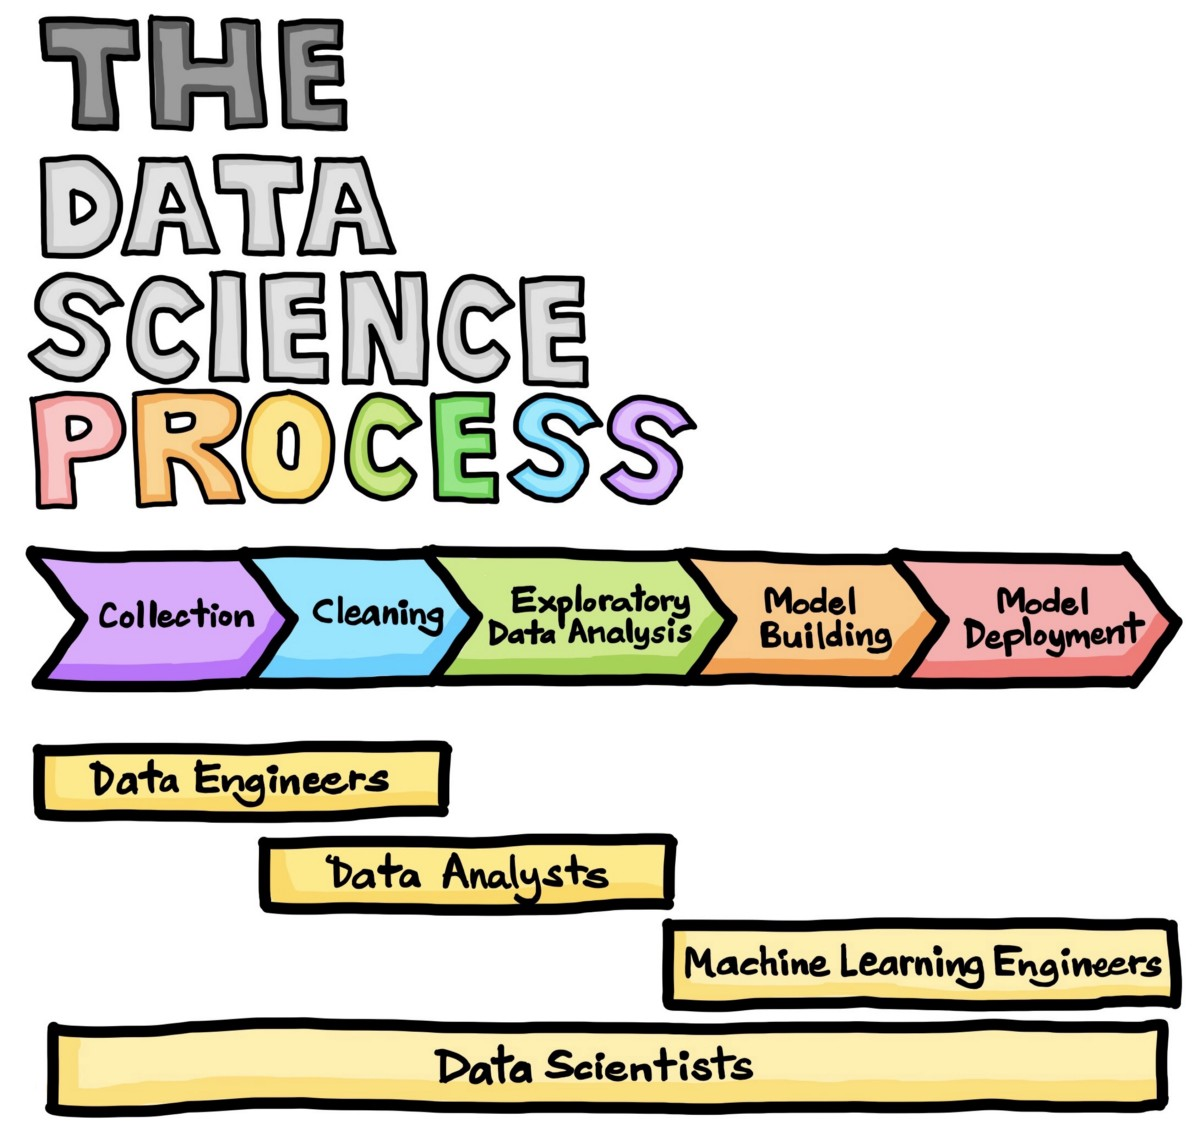 THE
DATA
SCIENCE
PROCESS
Collection
Cleaning
Exploratory
Data Analysis
Model
Building
Model
Deployment
Data Engineers
Data Analysts
Machine Learning Engineers
Data Scientists